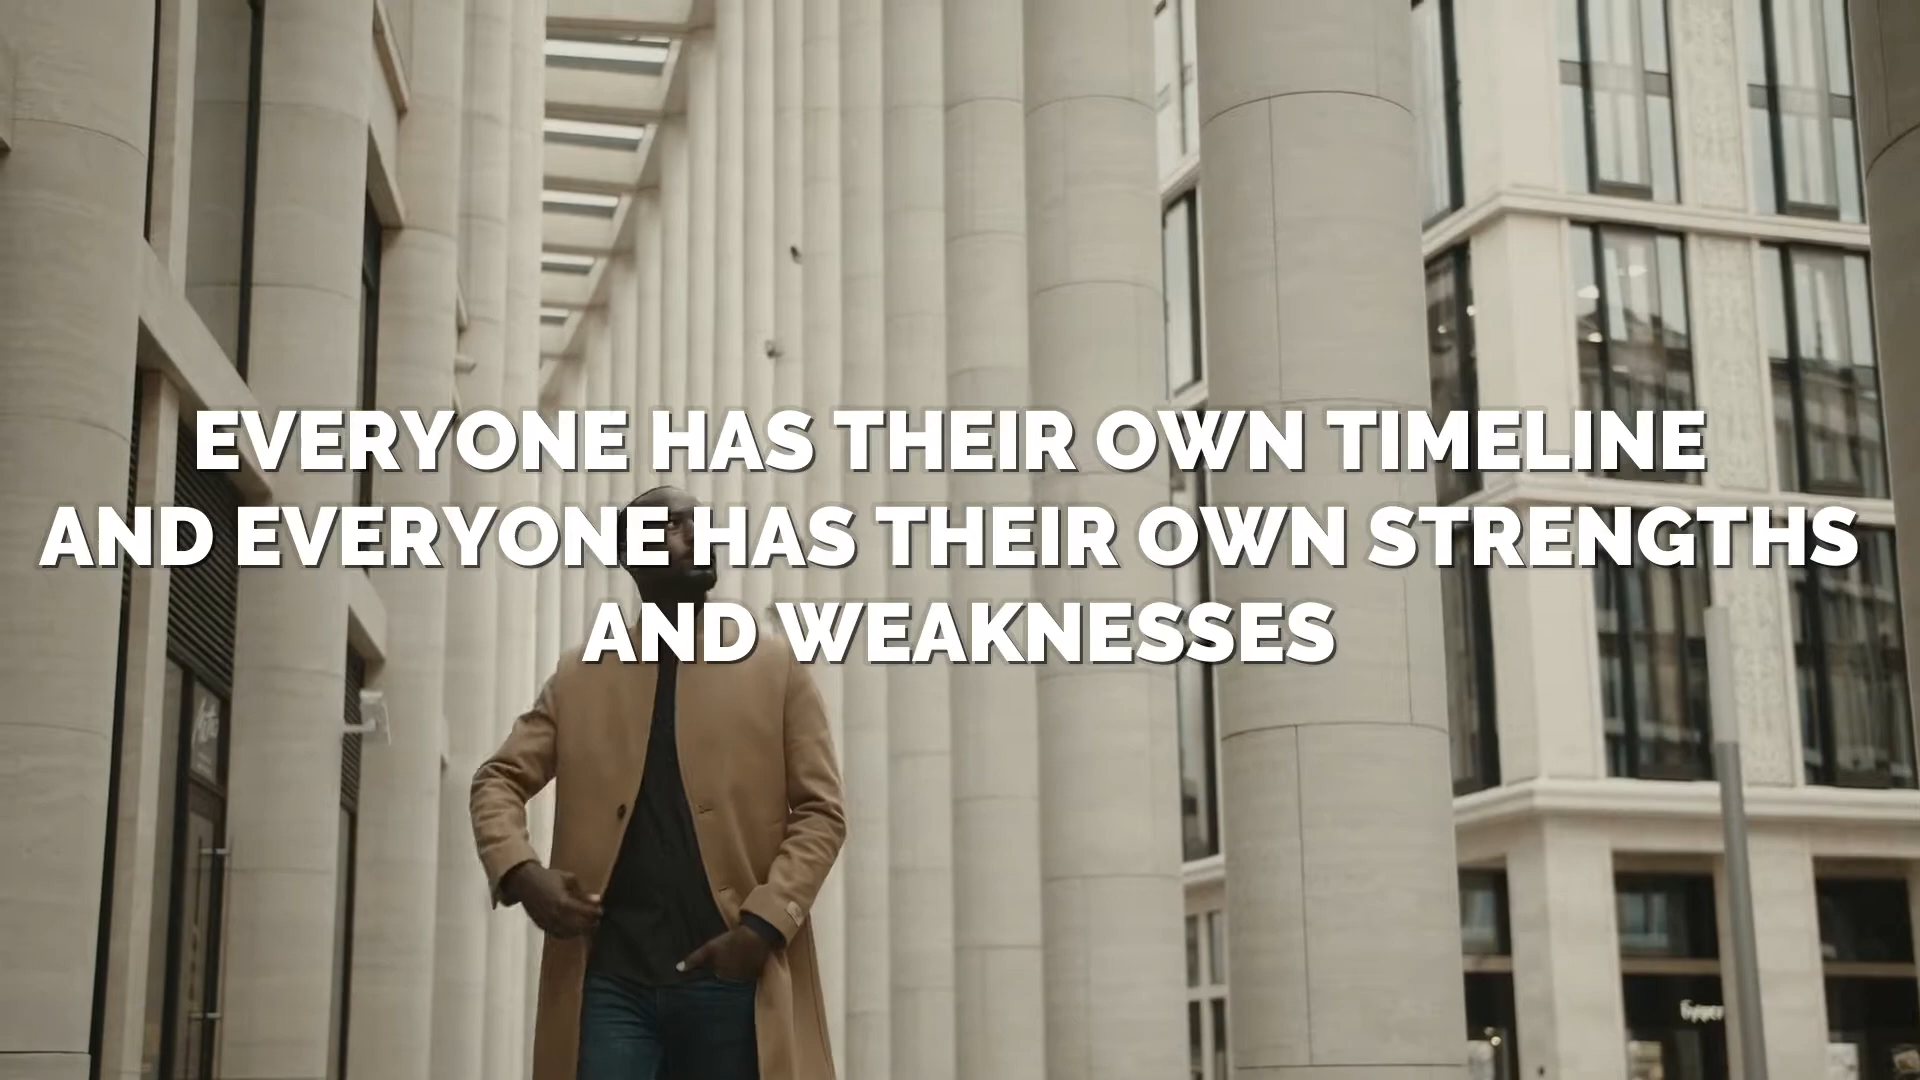 EVERYONE HAS THEIR OWN TIMELINE
AND EVERYONE HAS THEIR OWN STRENGTHS
AND WEAKNESSES